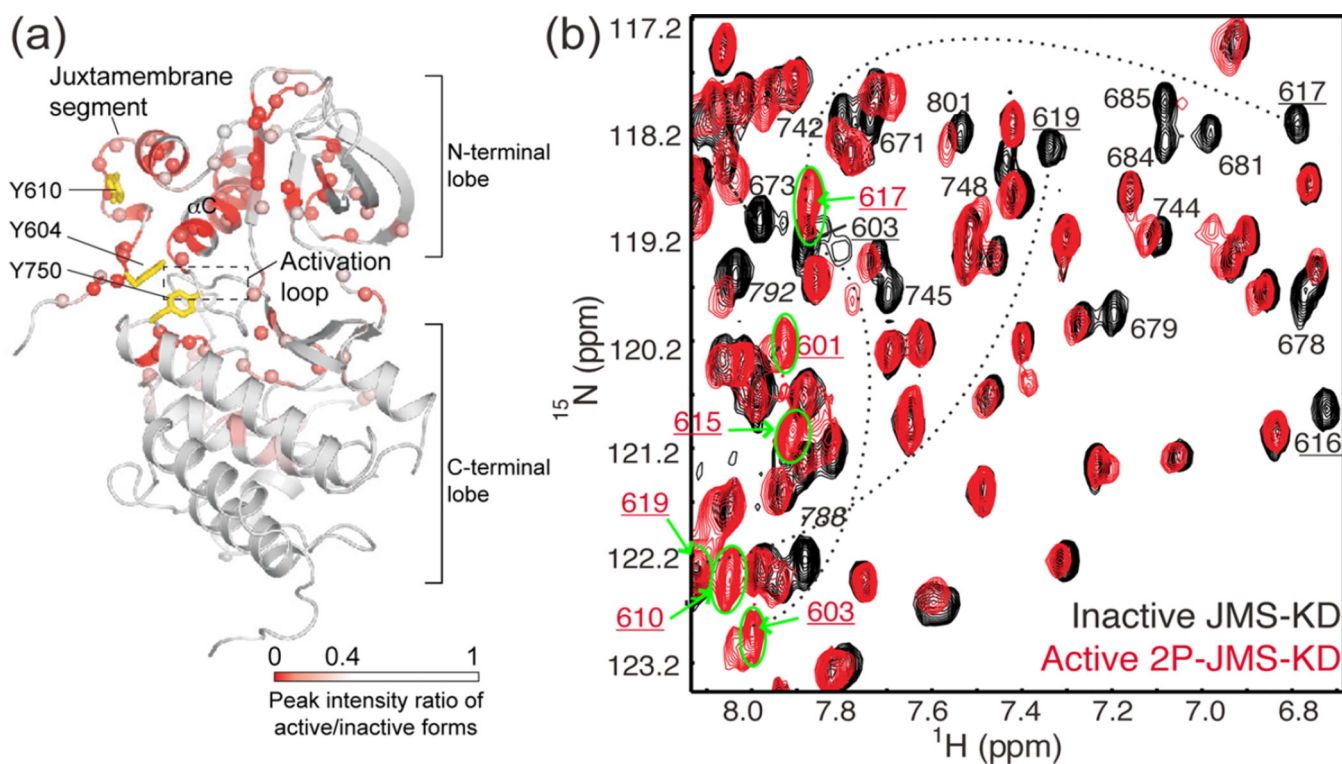 (a)
Juxtamembrane
segment
Y610
Y604
Y750
αC
Activation
loop
N-terminal
lobe
C-terminal
lobe
0 0.4 1
Peak intensity ratio of
active/inactive forms
(b)
117.2
118.2
119.2
120.2
121.2
122.2
123.2
15N (ppm)
742
671
801
619
685
617
684
681
673
617
748
744
603
792
745
679
678
601
615
616
619
788
610
603
Inactive JMS-KD
Active 2P-JMS-KD
8.0 7.8 7.6 7.4 7.2 7.0 6.8
1H (ppm)